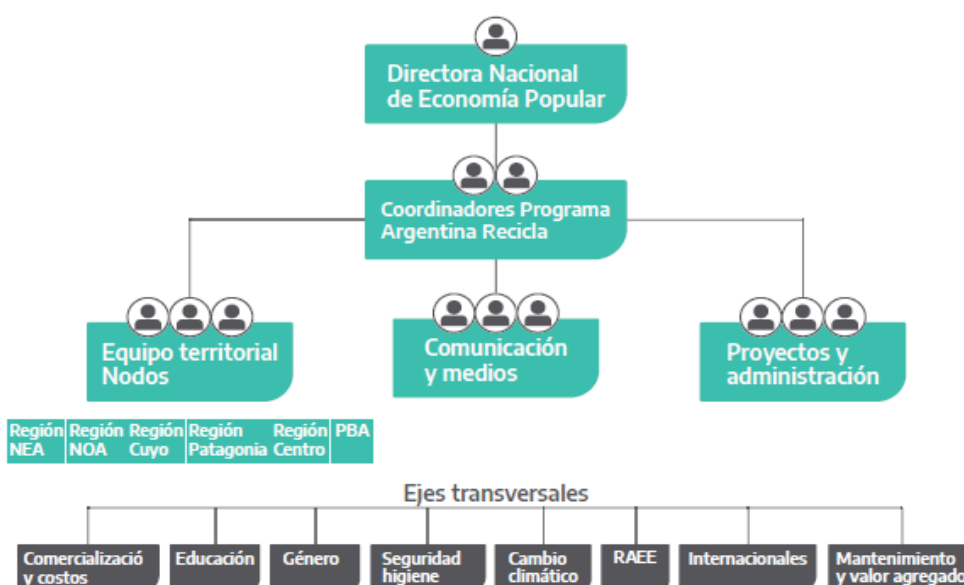 Directora Nacional
de Economía Popular
Coordinadores Programa
Argentina Recicla
Equipo territorial
Nodos
Comunicación
y medios
Proyectos y
administración
Región NEA
Región NOA
Región Cuyo
Región Patagonia
Región Centro
PBA
Ejes transversales
Comercializació
y costos
Educación
Género
Seguridad
higiene
Cambio
climático
RAEE
Internacionales
Mantenimiento
y valor agregado